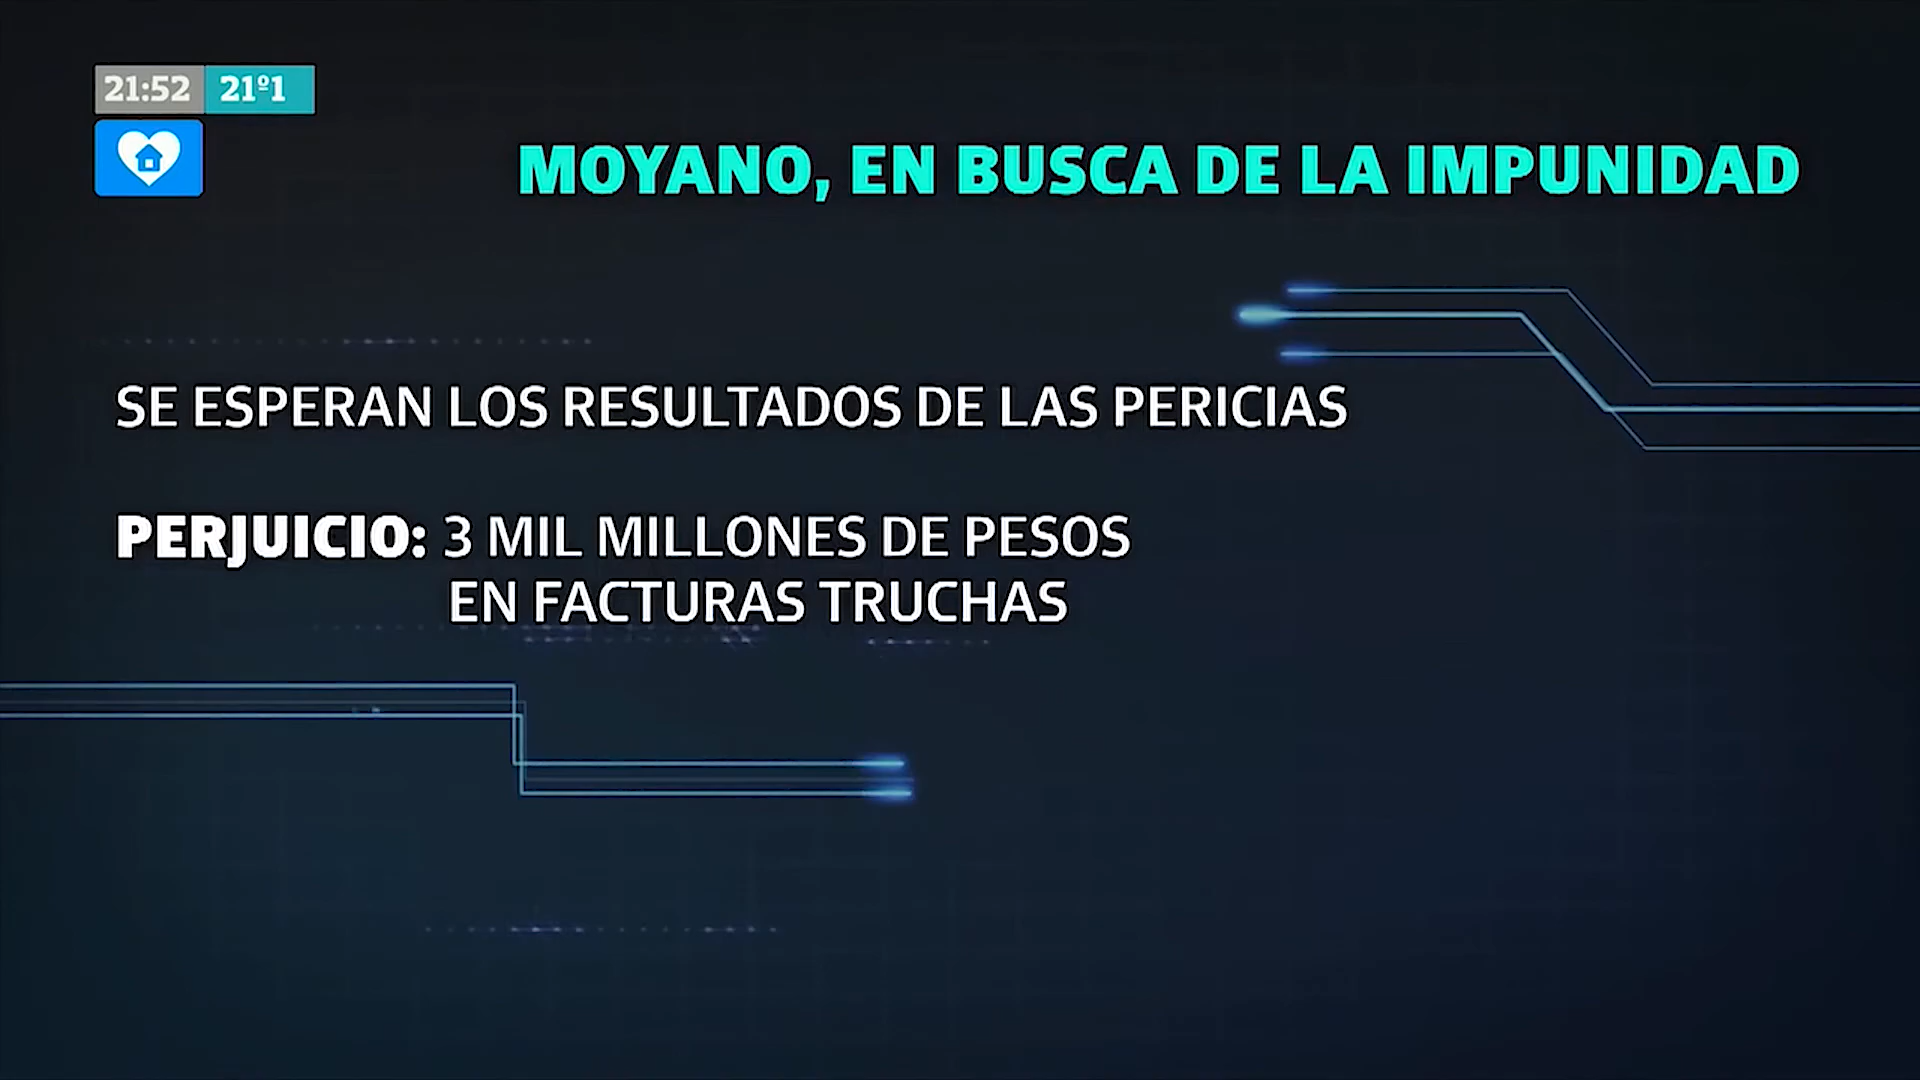 21:52 21º1
MOYANO, EN BUSCA DE LA IMPUNIDAD
SE ESPERAN LOS RESULTADOS DE LAS PERICIAS
PERJUICIO: 3 MIL MILLONES DE PESOS
EN FACTURAS TRUCHAS